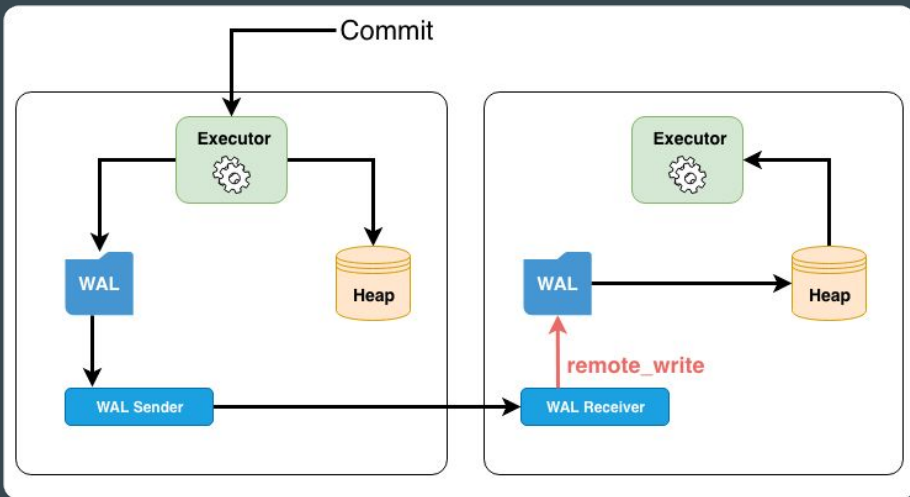 Commit
Executor
Executor
WAL
Heap
WAL
Heap
remote_write
WAL Sender
WAL Receiver